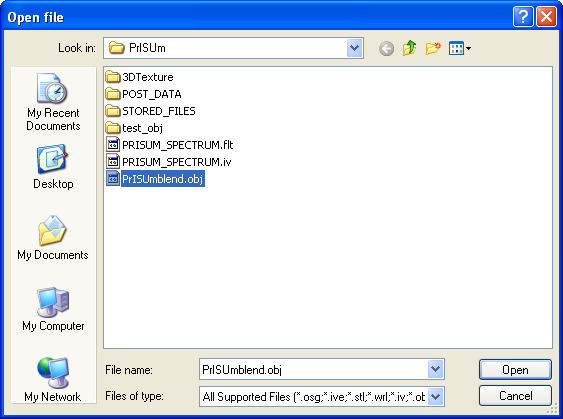 Open file
Look in: PrISUm
3DTexture
POST_DATA
STORED_FILES
test_obj
PRISUM_SPECTRUM.flt
PRISUM_SPECTRUM.iv
PrISUmblend.obj
My Recent
Documents
Desktop
My Documents
My Computer
My Network
File name: PrISUmblend.obj Open
Files of type: All Supported Files (*.osg;*.ive;*.stl;*.wrl;*.iv;*.ob Cancel